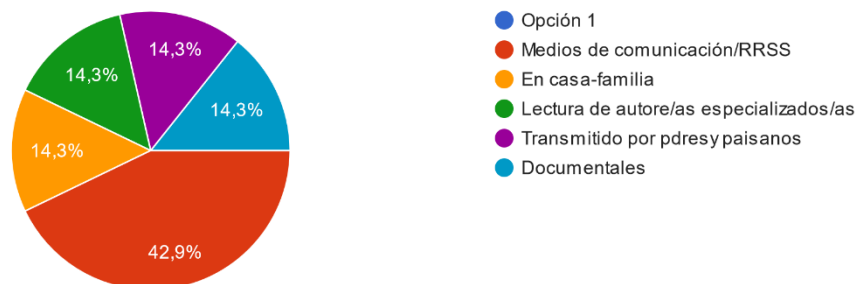 14,3%
14,3%
14,3%
14,3%
42,9%
Opción 1
Medios de comunicación/RRSS
En casa-familia
Lectura de autore/as especializados/as
Transmitido por pdresy paisanos
Documentales